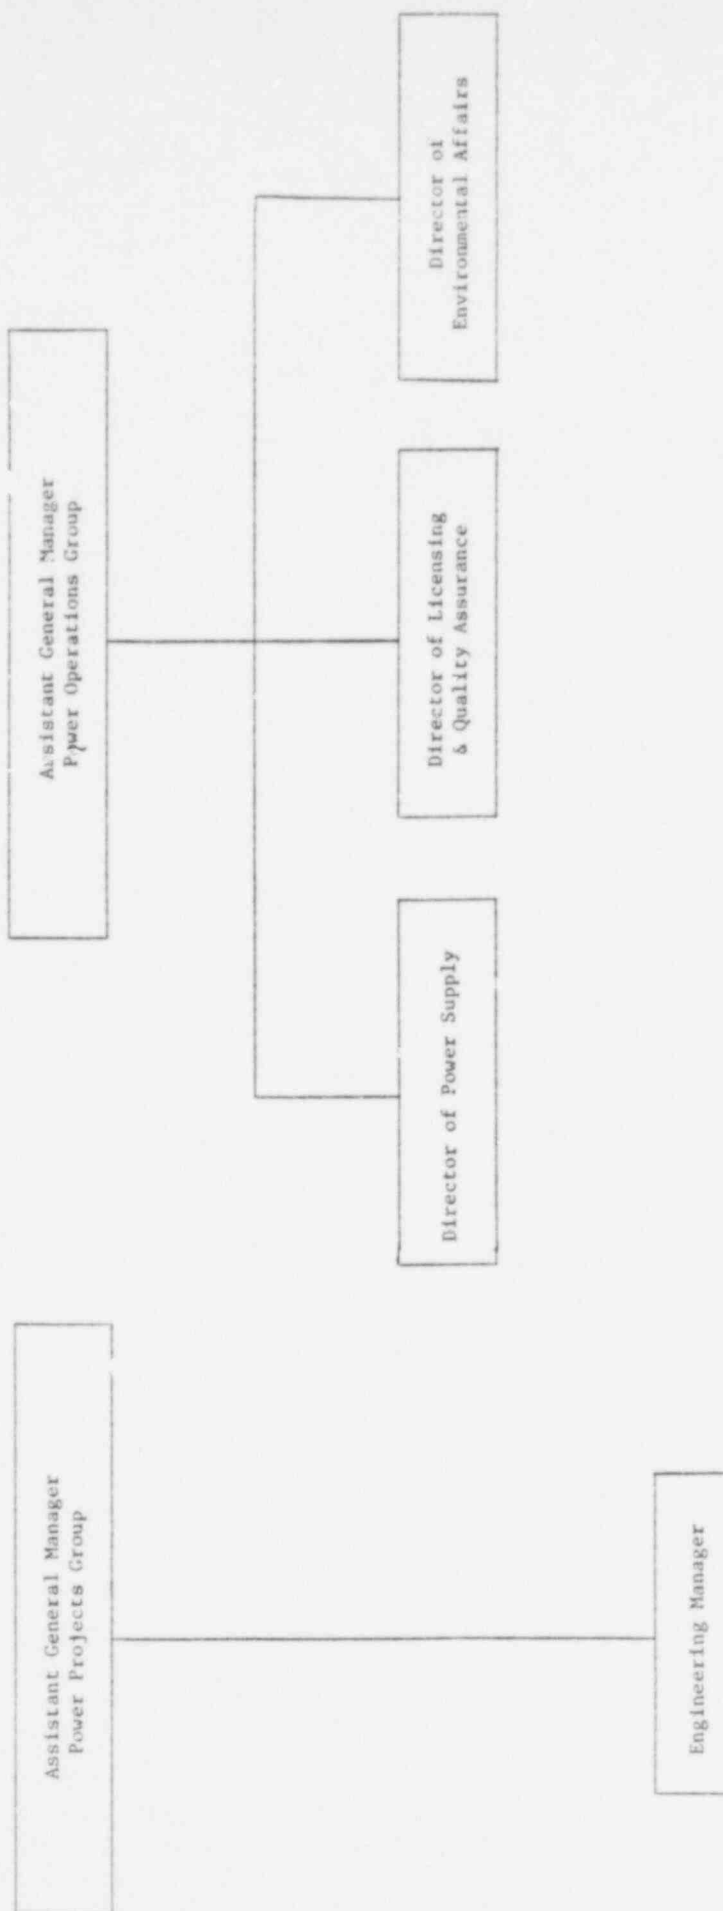 Assistant General Manager
Power Projects Group
Assistant General Manager
Power Operations Group
Director of Power Supply
Director of Licensing
& Quality Assurance
Director of
Environmental Affairs
Engineering Manager